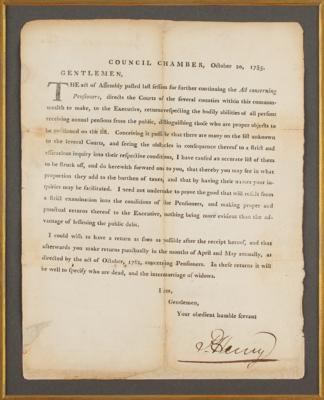 COUNCIL CHAMBER, October 20, 1785.
GENTLEMEN,
THE act of Assembly passed last session for further continuing the Act concerning
Pensioners, directs the Courts of the several counties within this common-
wealth to make, to the Executive, returns respecting the bodily abilities of all persons
receiving annual pensions from the public, distinguishing those who are proper objects to
be continued on the list. Conceiving it possible that there are many on the list unknown
to the several Courts, and seeing the obstacles in consequence thereof to a strict and
efficacious inquiry into their respective conditions, I have caused an accurate list of them
to be struck off, and do herewith forward one to you, that thereby you may see in what
proportion they add to the burthen of taxes, and that by having their names your in-
quiries may be facilitated. I need not undertake to prove the good that will result from
a strict examination into the conditions of the Pensioners, and making proper and
punctual returns thereof to the Executive, nothing being more evident than the ad-
vantage of lessening the public debt.
I could wish to have a return as soon as possible after the receipt hereof, and that
afterwards you make returns punctually in the months of April and May annually, as
directed by the act of October, 1782, concerning Pensioners. In these returns it will
be well to specify who are dead, and the intermarriage of widows.
I am,
Gentlemen,
Your obedient humble servant
P. Henry